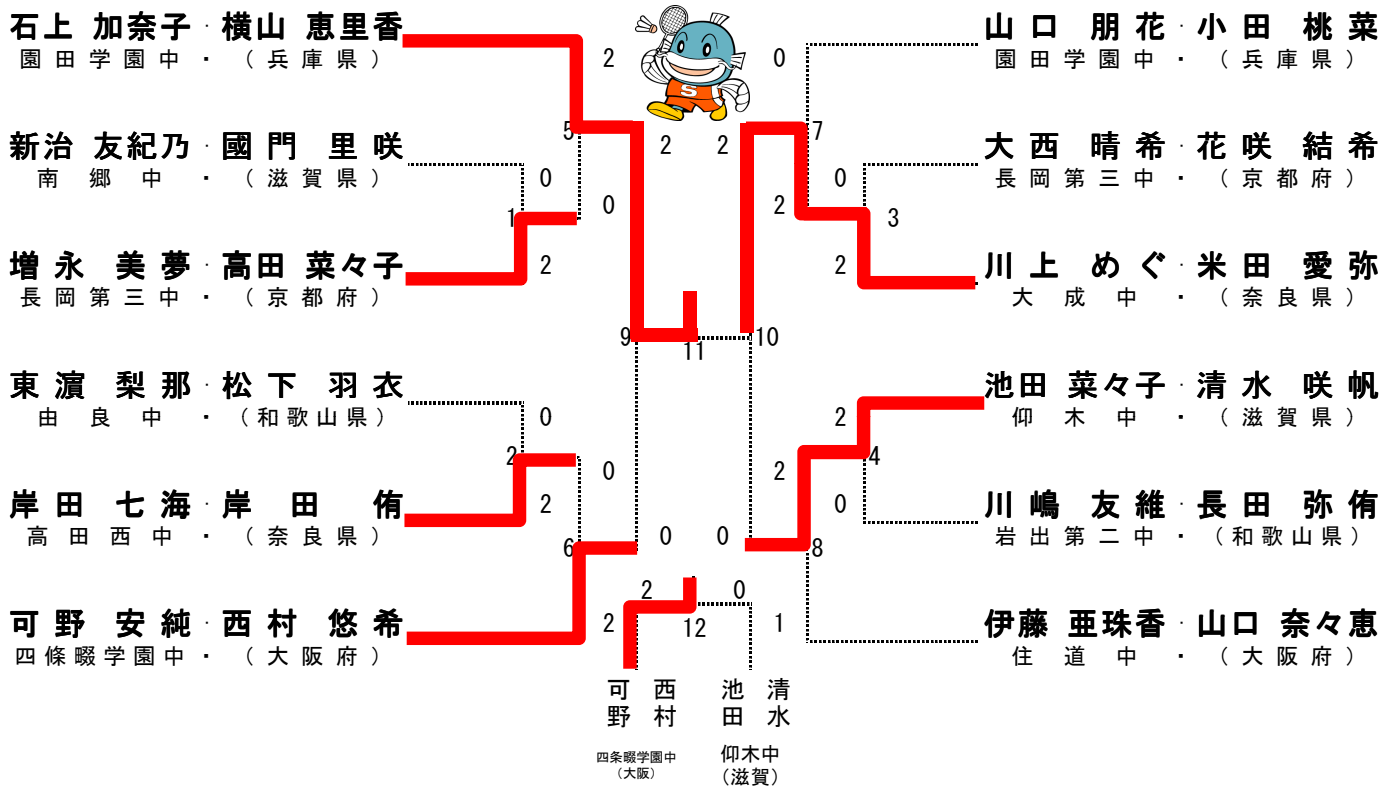 石上 加奈子 · 横山 恵里香
園田学園中 ・ (兵庫県)
2
5
新治 友紀乃 · 國門 里咲
南郷中 ・ (滋賀県)
0
0
1
増永 美夢 · 高田 菜々子
長岡第三中 ・ (京都府)
2
東濵 梨那 · 松下 羽衣
由良中 ・ (和歌山県)
0
2
0
岸田 七海 · 岸田 侑
高田西中 ・ (奈良県)
2
6
可野 安純 · 西村 悠希
四條畷学園中 ・ (大阪府)
2
S
2
2
9
11
10
0
0
2
0
12
可野
西村
四条畷学園中
(大阪)
池田
清水
仰木中
(滋賀)
山口 朋花 · 小田 桃菜
園田学園中 ・ (兵庫県)
0
7
大西 晴希 · 花咲 結希
長岡第三中 ・ (京都府)
0
2
3
川上 めぐ · 米田 愛弥
大成中 ・ (奈良県)
2
池田 菜々子 · 清水 咲帆
仰木中 ・ (滋賀県)
2
4
2
川嶋 友維 · 長田 弥侑
岩出第二中 ・ (和歌山県)
0
8
伊藤 亜珠香 · 山口 奈々恵
住道中 ・ (大阪府)
1